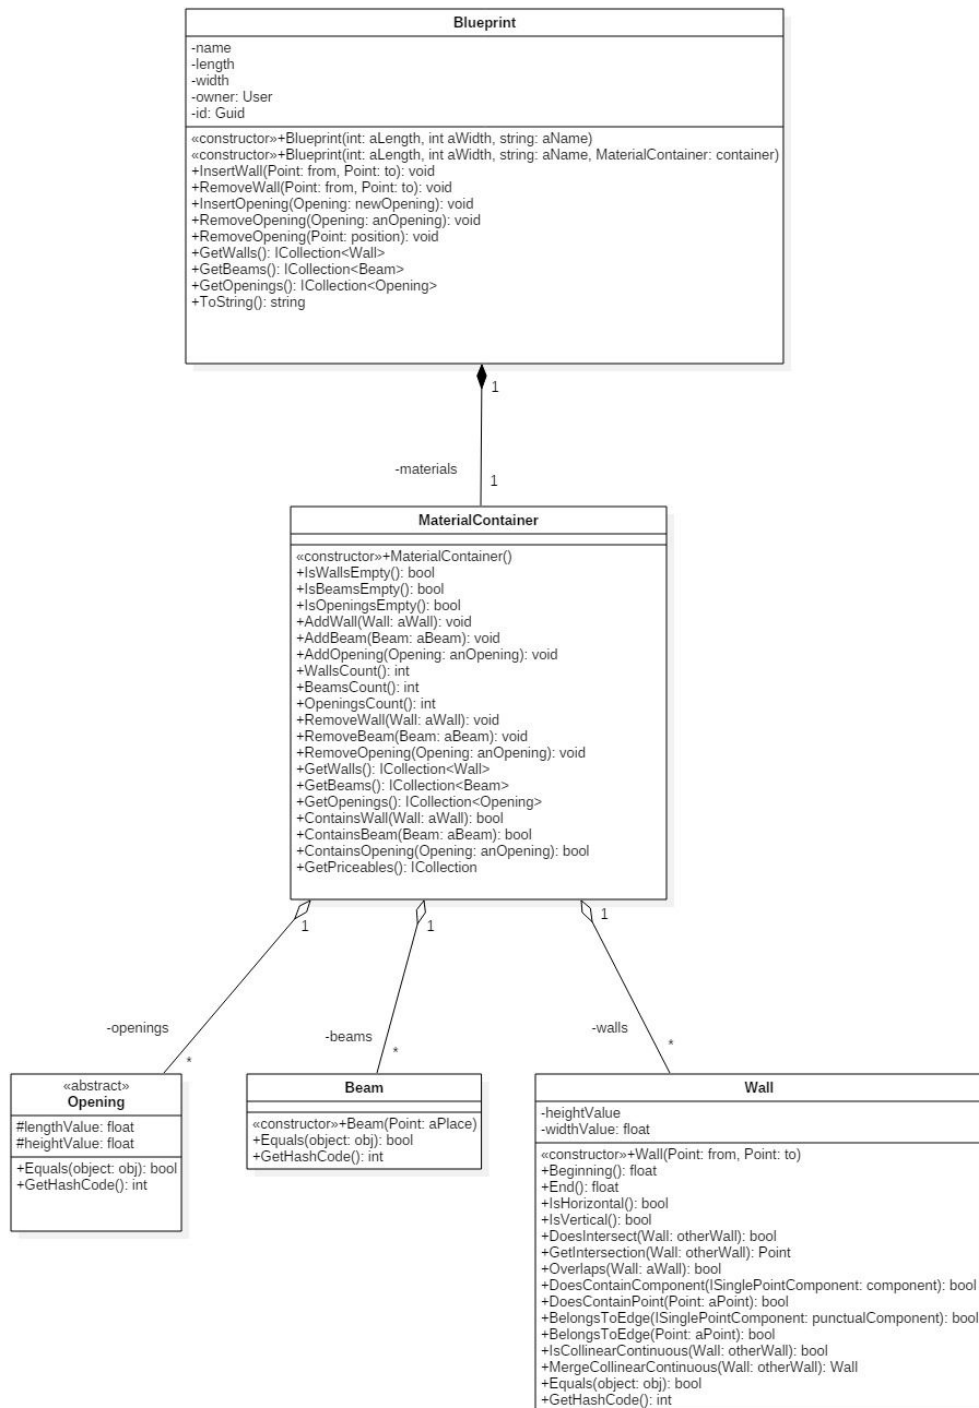 Blueprint
-name
-length
-width
-owner: User
-id: Guid
«constructor»+Blueprint(int: aLength, int aWidth, string: aName)
«constructor»+Blueprint(int: aLength, int aWidth, string: aName, MaterialContainer: container)
+InsertWall(Point: from, Point: to): void
+RemoveWall(Point: from, Point: to): void
+InsertOpening(Opening: newOpening): void
+RemoveOpening(Opening: anOpening): void
+RemoveOpening(Point: position): void
+GetWalls(): ICollection<Wall>
+GetBeams(): ICollection<Beam>
+GetOpenings(): ICollection<Opening>
+ToString(): string
1
-materials
1
MaterialContainer
«constructor»+MaterialContainer()
+IsWallsEmpty(): bool
+IsBeamsEmpty(): bool
+IsOpeningsEmpty(): bool
+AddWall(Wall: aWall): void
+AddBeam(Beam: aBeam): void
+AddOpening(Opening: anOpening): void
+WallsCount(): int
+BeamsCount(): int
+OpeningsCount(): int
+RemoveWall(Wall: aWall): void
+RemoveBeam(Beam: aBeam): void
+RemoveOpening(Opening: anOpening): void
+GetWalls(): ICollection<Wall>
+GetBeams(): ICollection<Beam>
+GetOpenings(): ICollection<Opening>
+ContainsWall(Wall: aWall): bool
+ContainsBeam(Beam: aBeam): bool
+ContainsOpening(Opening: anOpening): bool
+GetPriceables(): ICollection
1
1
1
-openings
-beams
-walls
*
*
*
«abstract»
Opening
#lengthValue: float
#heightValue: float
+Equals(object: obj): bool
+GetHashCode(): int
Beam
«constructor»+Beam(Point: aPlace)
+Equals(object: obj): bool
+GetHashCode(): int
Wall
-heightValue
-widthValue: float
«constructor»+Wall(Point: from, Point: to)
+Beginning(): float
+End(): float
+IsHorizontal(): bool
+IsVertical(): bool
+DoesIntersect(Wall: otherWall): bool
+GetIntersection(Wall: otherWall): Point
+Overlaps(Wall: aWall): bool
+DoesContainComponent(ISinglePointComponent: component): bool
+DoesContainPoint(Point: aPoint): bool
+BelongsToEdge(ISinglePointComponent: punctualComponent): bool
+BelongsToEdge(Point: aPoint): bool
+IsCollinearContinuous(Wall: otherWall): bool
+MergeCollinearContinuous(Wall: otherWall): Wall
+Equals(object: obj): bool
+GetHashCode(): int